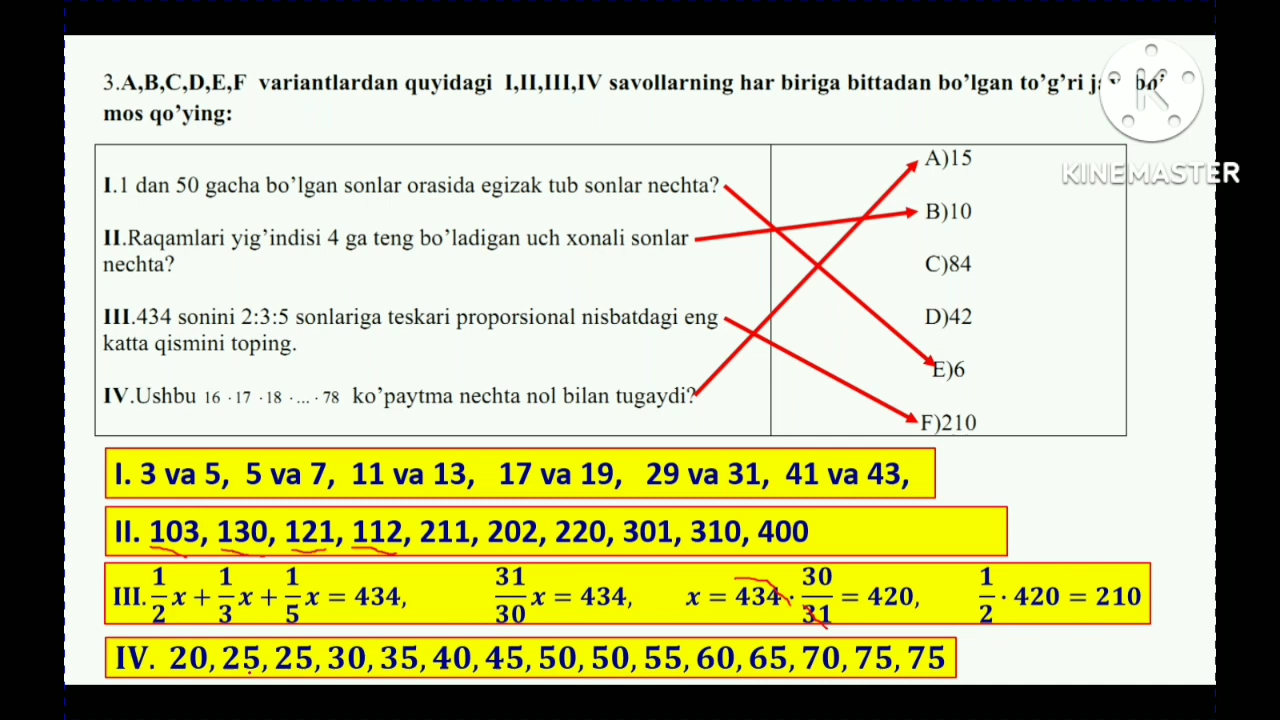 3.A,B,C,D,E,F variantlardan quyidagi I,II,III,IV savollarning har biriga bittadan bo’lgan to’g’ri
mos qo’ying:
KINEMASTER
I.1 dan 50 gacha bo’lgan sonlar orasida egizak tub sonlar nechta?
II.Raqamlari yig’indisi 4 ga teng bo’ladigan uch xonali sonlar
nechta?
III.434 sonini 2:3:5 sonlariga teskari proporsional nisbatdagi eng
katta qismini toping.
IV.Ushbu 16 · 17 · 18 · ... · 78 ko’paytma nechta nol bilan tugaydi?
A)15
B)10
C)84
D)42
E)6
F)210
I. 3 va 5, 5 va 7, 11 va 13, 17 va 19, 29 va 31, 41 va 43,
II. 103, 130, 121, 112, 211, 202, 220, 301, 310, 400
III. 1/2 x + 1/3 x + 1/5 x = 434, 31/30 x = 434, x = 434 · 30/31 = 420, 1/2 · 420 = 210
IV. 20, 25, 25, 30, 35, 40, 45, 50, 50, 55, 60, 65, 70, 75, 75